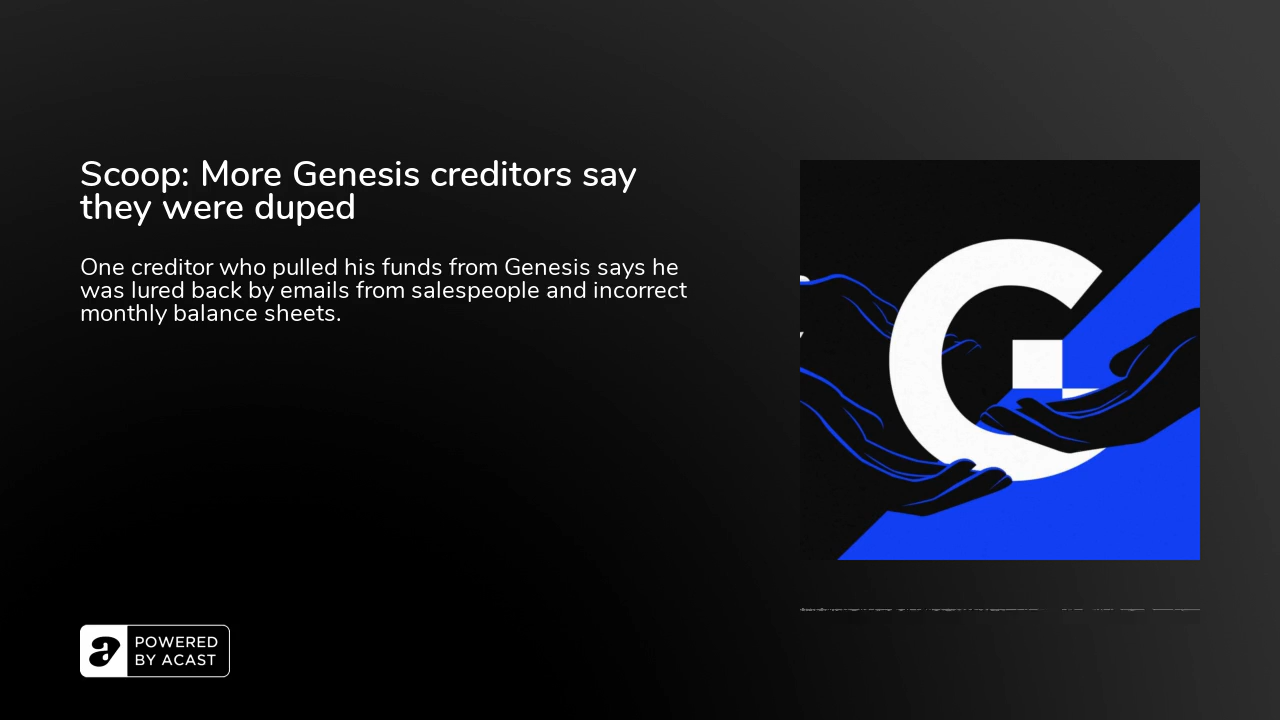 Scoop: More Genesis creditors say
they were duped
One creditor who pulled his funds from Genesis says he
was lured back by emails from salespeople and incorrect
monthly balance sheets.
G
a POWERED
BY ACAST